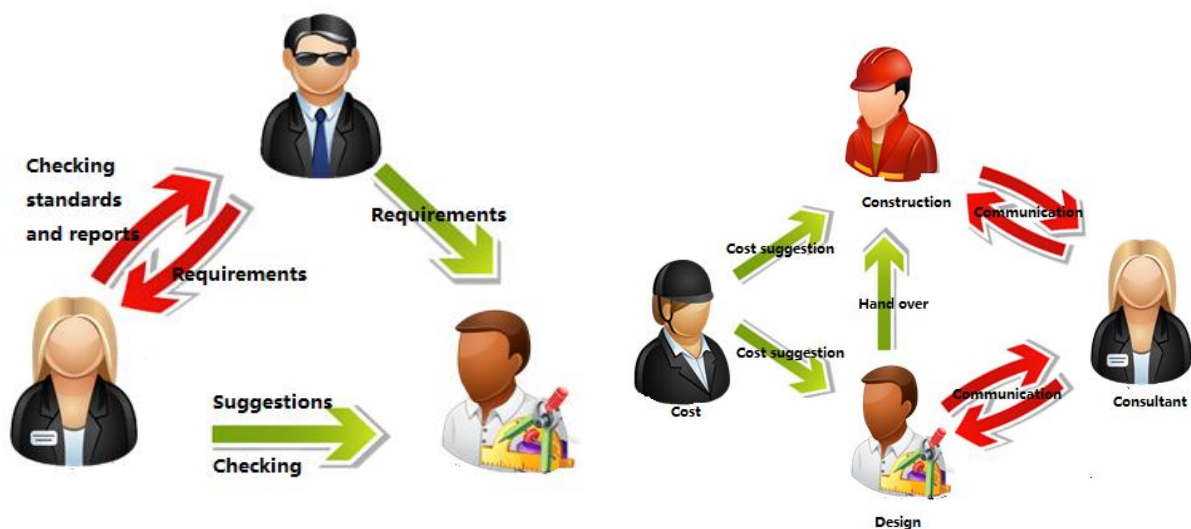 Checking
standards
and reports
Requirements
Requirements
Suggestions
Checking
Construction
Communication
Cost suggestion
Hand over
Cost suggestion
Cost
Communication
Consultant
Design